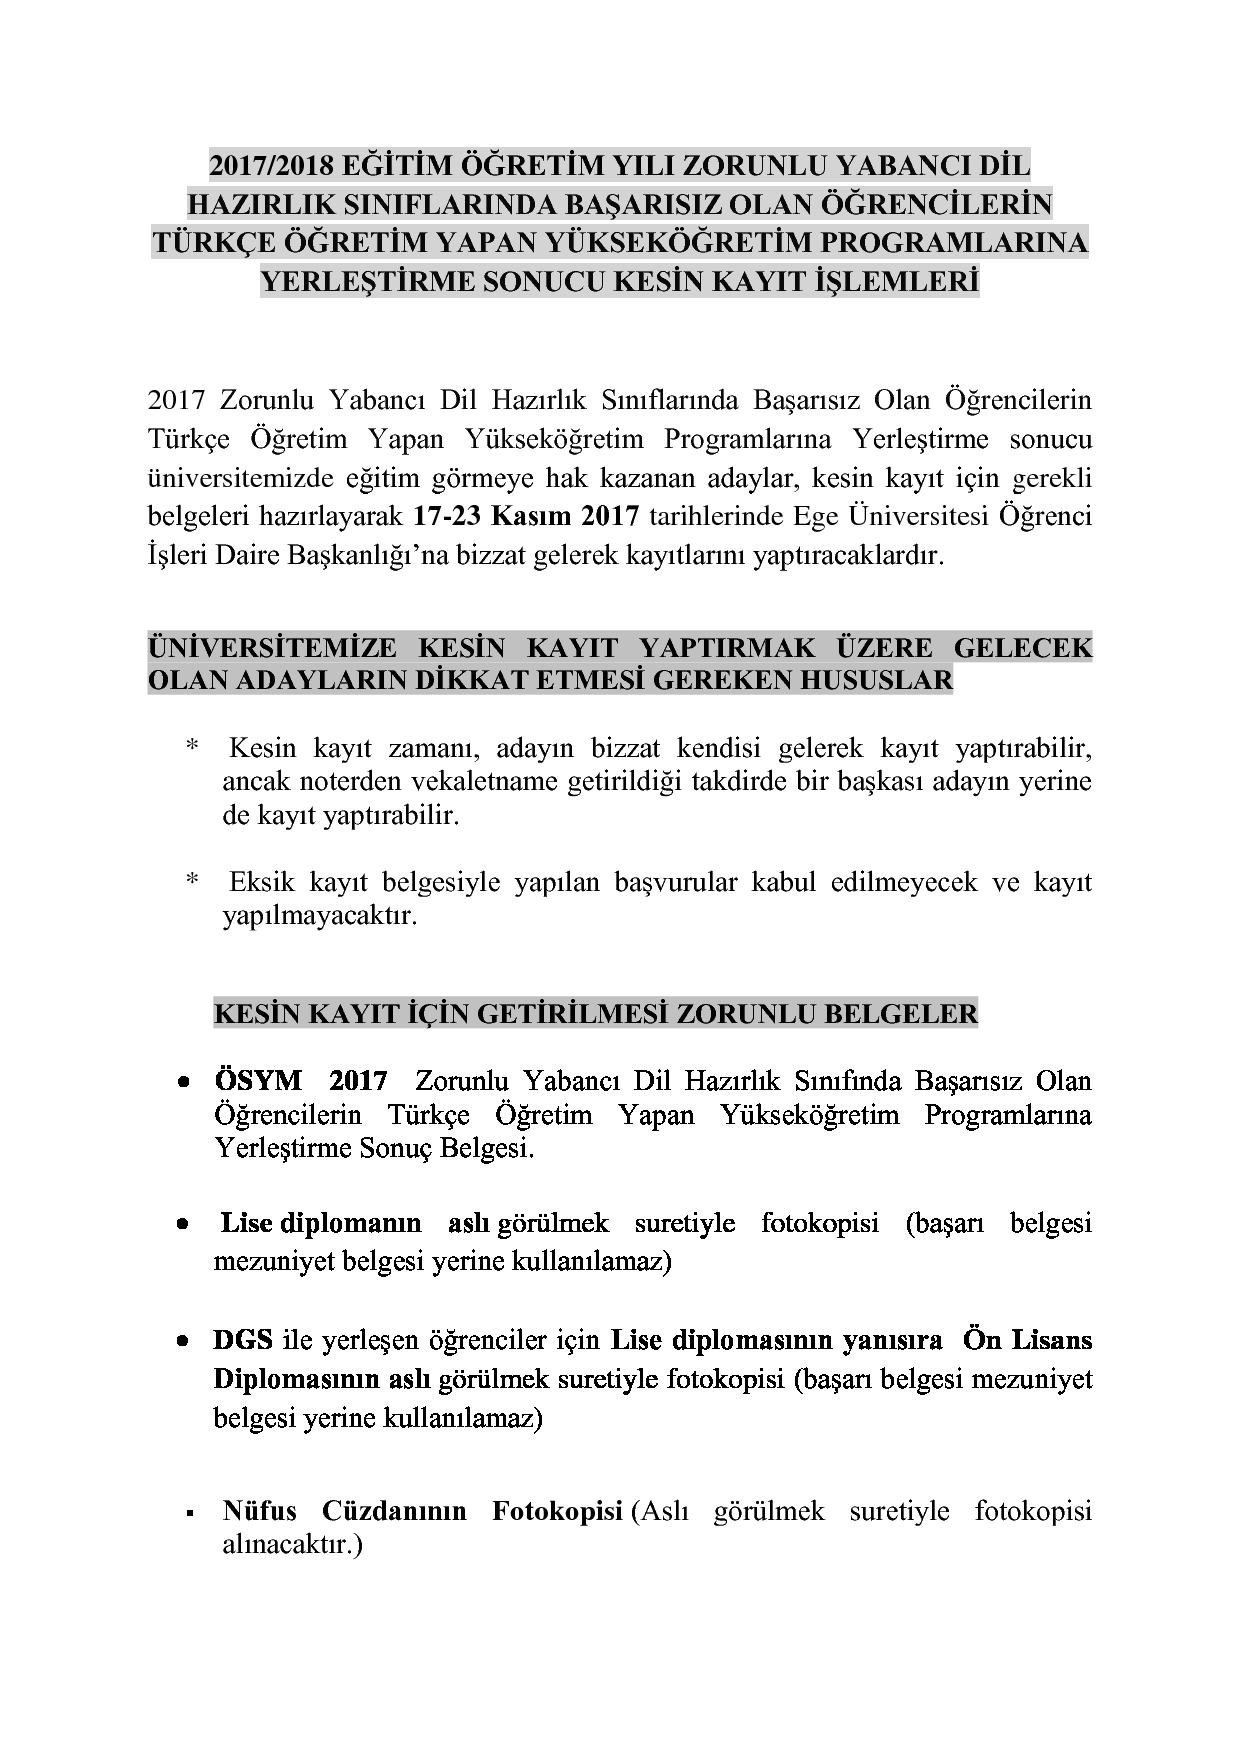 2017/2018 EĞİTİM ÖĞRETİM YILI ZORUNLU YABANCI DİL
HAZIRLIK SINIFLARINDA BAŞARISIZ OLAN ÖĞRENCİLERİN
TÜRKÇE ÖĞRETİM YAPAN YÜKSEKÖĞRETİM PROGRAMLARINA
YERLEŞTİRME SONUCU KESİN KAYIT İŞLEMLERİ
2017 Zorunlu Yabancı Dil Hazırlık Sınıflarında Başarısız Olan Öğrencilerin
Türkçe Öğretim Yapan Yükseköğretim Programlarına Yerleştirme sonucu
üniversitemizde eğitim görmeye hak kazanan adaylar, kesin kayıt için gerekli
belgeleri hazırlayarak 17-23 Kasım 2017 tarihlerinde Ege Üniversitesi Öğrenci
İşleri Daire Başkanlığı’na bizzat gelerek kayıtlarını yaptıracaklardır.
ÜNİVERSİTEMİZE KESİN KAYIT YAPTIRMAK ÜZERE GELECEK
OLAN ADAYLARIN DİKKAT ETMESİ GEREKEN HUSUSLAR
* Kesin kayıt zamanı, adayın bizzat kendisi gelerek kayıt yaptırabilir,
ancak noterden vekaletname getirildiği takdirde bir başkası adayın yerine
de kayıt yaptırabilir.
* Eksik kayıt belgesiyle yapılan başvurular kabul edilmeyecek ve kayıt
yapılmayacaktır.
KESİN KAYIT İÇİN GETİRİLMESİ ZORUNLU BELGELER
• ÖSYM 2017 Zorunlu Yabancı Dil Hazırlık Sınıfında Başarısız Olan
Öğrencilerin Türkçe Öğretim Yapan Yükseköğretim Programlarına
Yerleştirme Sonuç Belgesi.
• Lise diplomanın aslı görülmek suretiyle fotokopisi (başarı belgesi
mezuniyet belgesi yerine kullanılamaz)
• DGS ile yerleşen öğrenciler için Lise diplomasının yanısıra Ön Lisans
Diplomasının aslı görülmek suretiyle fotokopisi (başarı belgesi mezuniyet
belgesi yerine kullanılamaz)
▪ Nüfus Cüzdanının Fotokopisi (Aslı görülmek suretiyle fotokopisi
alınacaktır.)